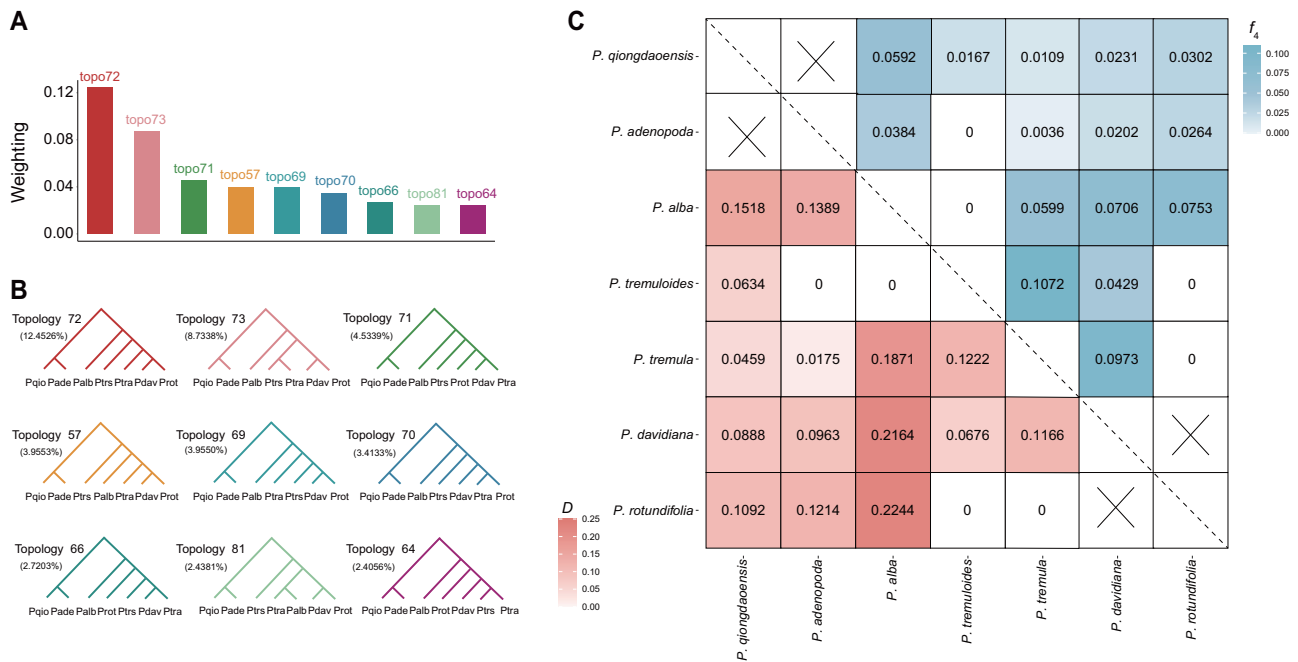 A
Weighting
0.12
0.08
0.04
0.00
topo72
topo73
topo71
topo57
topo69
topo70
topo66
topo81
topo64
B
Topology 72
(12.4526%)
Pqio Pade Palb Ptrs Ptra Pdav Prot
Topology 73
(8.7338%)
Pqio Pade Palb Ptrs Ptra Pdav Prot
Topology 71
(4.5339%)
Pqio Pade Palb Ptrs Prot Pdav Ptra
Topology 57
(3.9553%)
Pqio Pade Ptrs Palb Ptra Pdav Prot
Topology 69
(3.9550%)
Pqio Pade Palb Ptra Ptrs Pdav Prot
Topology 70
(3.4133%)
Pqio Pade Palb Ptrs Pdav Ptra Prot
Topology 66
(2.7203%)
Pqio Pade Palb Prot Ptrs Pdav Ptra
Topology 81
(2.4381%)
Pqio Pade Ptrs Ptra Palb Pdav Prot
Topology 64
(2.4056%)
Pqio Pade Palb Prot Pdav Ptrs Ptra
D
0.25
0.20
0.15
0.10
0.05
0.00
C
f4
0.100
0.075
0.050
0.025
0.000
P. qiongdaoensis 0.0592 0.0167 0.0109 0.0231 0.0302
P. adenopoda 0.0384 0 0.0036 0.0202 0.0264
P. alba 0.1518 0.1389 0 0.0599 0.0706 0.0753
P. tremuloides 0.0634 0 0 0.1072 0.0429 0
P. tremula 0.0459 0.0175 0.1871 0.1222 0.0973 0
P. davidiana 0.0888 0.0963 0.2164 0.0676 0.1166
P. rotundifolia 0.1092 0.1214 0.2244 0 0
P. qiongdaoensis
P. adenopoda
P. alba
P. tremuloides
P. tremula
P. davidiana
P. rotundifolia